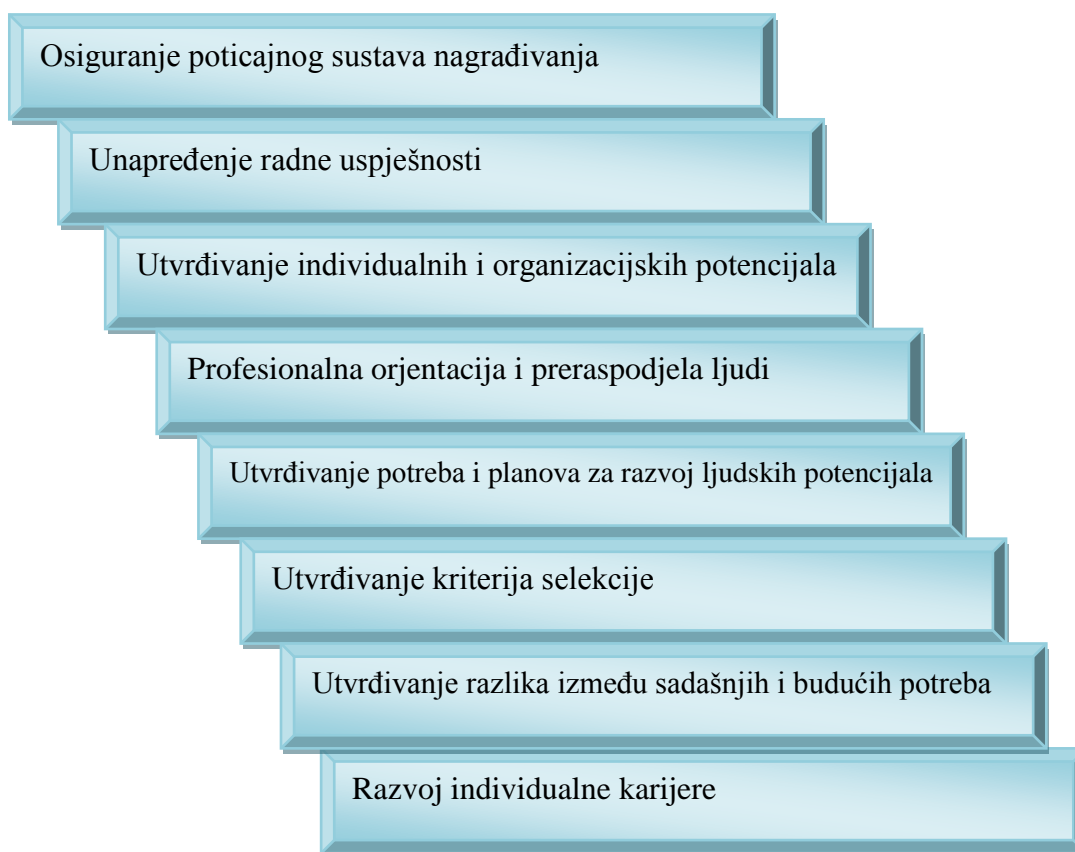 Osiguranje poticajnog sustava nagrađivanja
Unapređenje radne uspješnosti
Utvrđivanje individualnih i organizacijskih potencijala
Profesionalna orjentacija i preraspodjela ljudi
Utvrđivanje potreba i planova za razvoj ljudskih potencijala
Utvrđivanje kriterija selekcije
Utvrđivanje razlika između sadašnjih i budućih potreba
Razvoj individualne karijere